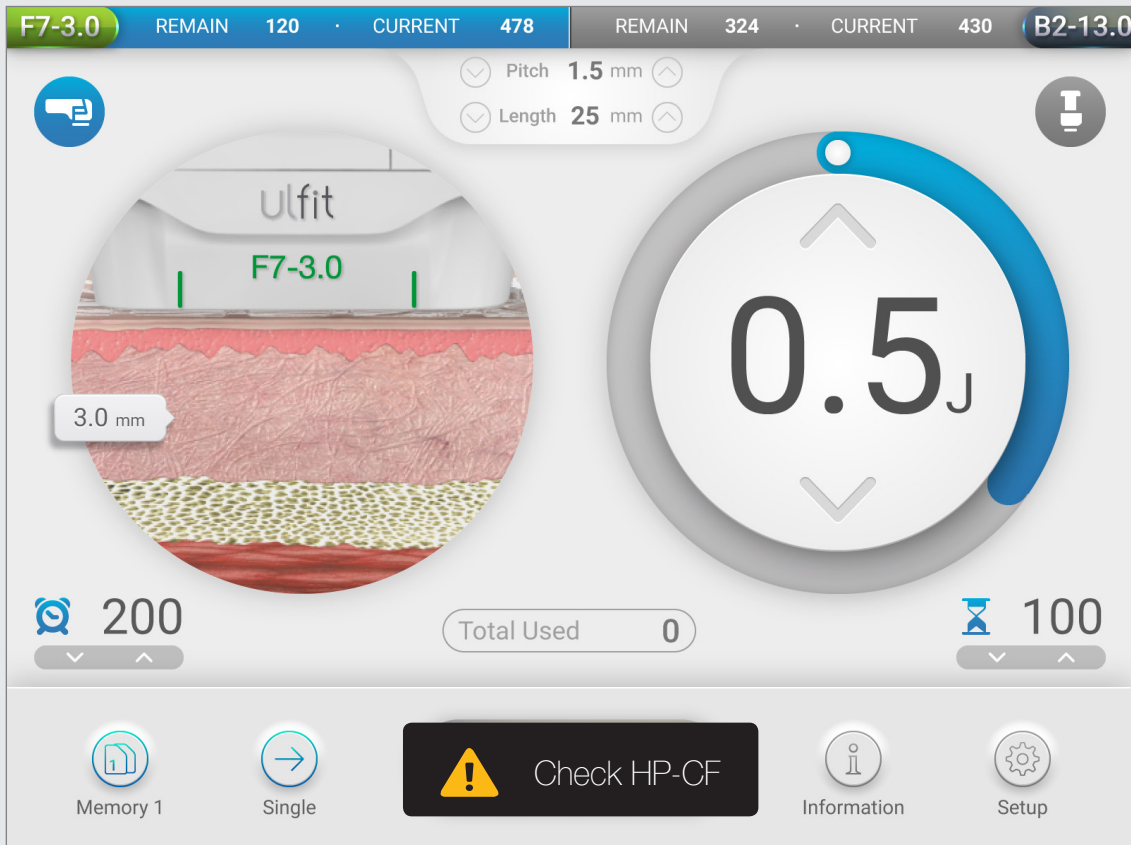 F7-3.0 REMAIN 120 · CURRENT 478 REMAIN 324 · CURRENT 430 B2-13.0
Pitch 1.5 mm
Length 25 mm
ulfit
F7-3.0
3.0 mm
0.5 J
200
Total Used 0
100
1
Check HP-CF
Memory 1
Single
Information
Setup